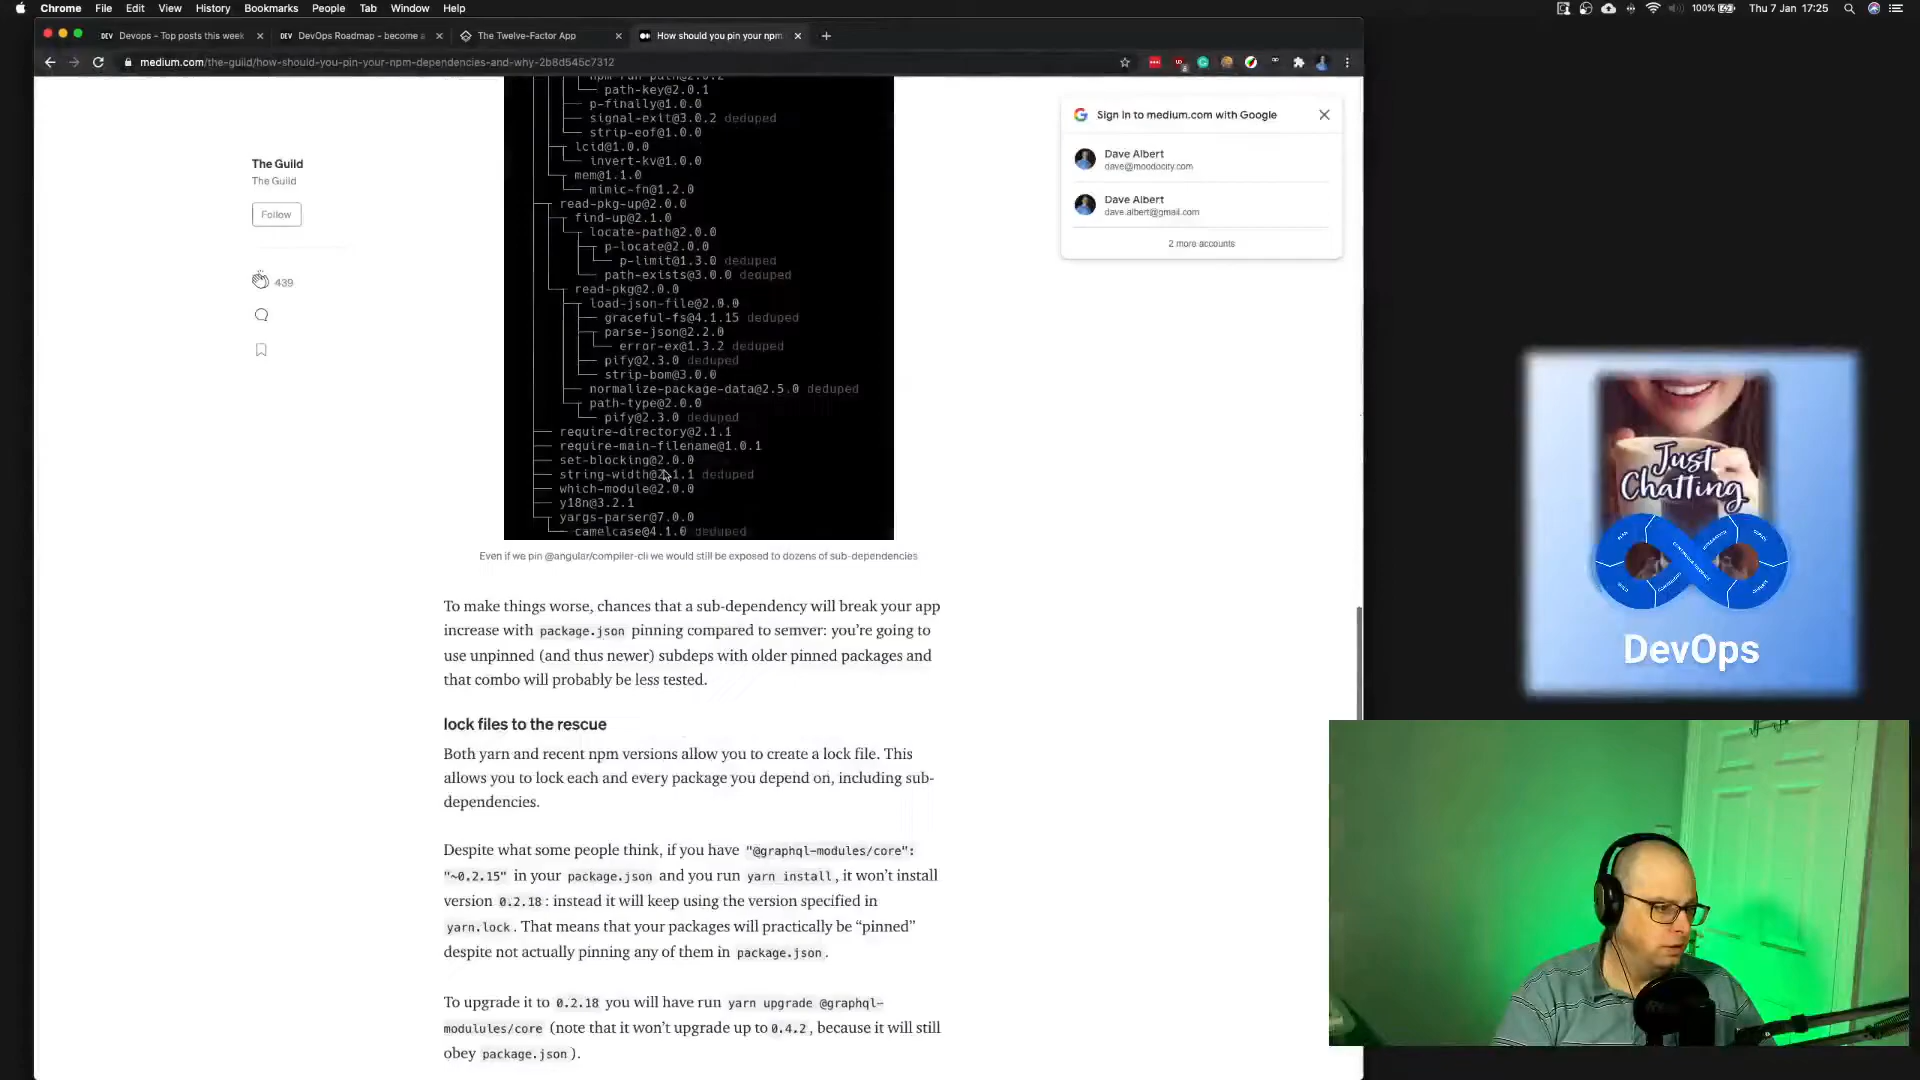 Chrome File Edit View History Bookmarks People Tab Window Help
100% Thu 7 Jan 17:25
Devops - Top posts this week
DevOps Roadmap - become a
The Twelve-Factor App
How should you pin your npm
medium.com/the-guild/how-should-you-pin-your-npm-dependencies-and-why-2b8d545c7312
npm-run-path@2.0.2
path-key@2.0.1
p-finally@1.0.0
signal-exit@3.0.2 deduped
strip-eof@1.0.0
lcid@1.0.0
invert-kv@1.0.0
mem@1.1.0
mimic-fn@1.2.0
read-pkg-up@2.0.0
find-up@2.1.0
locate-path@2.0.0
p-locate@2.0.0
p-limit@1.3.0 deduped
path-exists@3.0.0 deduped
read-pkg@2.0.0
load-json-file@2.0.0
graceful-fs@4.1.15 deduped
parse-json@2.2.0
error-ex@1.3.2 deduped
pify@2.3.0 deduped
strip-bom@3.0.0
normalize-package-data@2.5.0 deduped
path-type@2.0.0
pify@2.3.0 deduped
require-directory@2.1.1
require-main-filename@1.0.1
set-blocking@2.0.0
string-width@2.1.1 deduped
which-module@2.0.0
y18n@3.2.1
yargs-parser@7.0.0
camelcase@4.1.0 deduped
Even if we pin @angular/compiler-cli we would still be exposed to dozens of sub-dependencies
The Guild
The Guild
Follow
439
Sign in to medium.com with Google
Dave Albert
dave@moodocity.com
Dave Albert
dave.albert@gmail.com
2 more accounts
To make things worse, chances that a sub-dependency will break your app
increase with package.json pinning compared to semver: you're going to
use unpinned (and thus newer) subdeps with older pinned packages and
that combo will probably be less tested.
lock files to the rescue
Both yarn and recent npm versions allow you to create a lock file. This
allows you to lock each and every package you depend on, including sub-
dependencies.
Despite what some people think, if you have "@graphql-modules/core":
"~0.2.15" in your package.json and you run yarn install, it won't install
version 0.2.18: instead it will keep using the version specified in
yarn.lock. That means that your packages will practically be “pinned”
despite not actually pinning any of them in package.json.
To upgrade it to 0.2.18 you will have run yarn upgrade @graphql-
modulules/core (note that it won't upgrade up to 0.4.2, because it will still
obey package.json).
Just
Chatting
DevOps